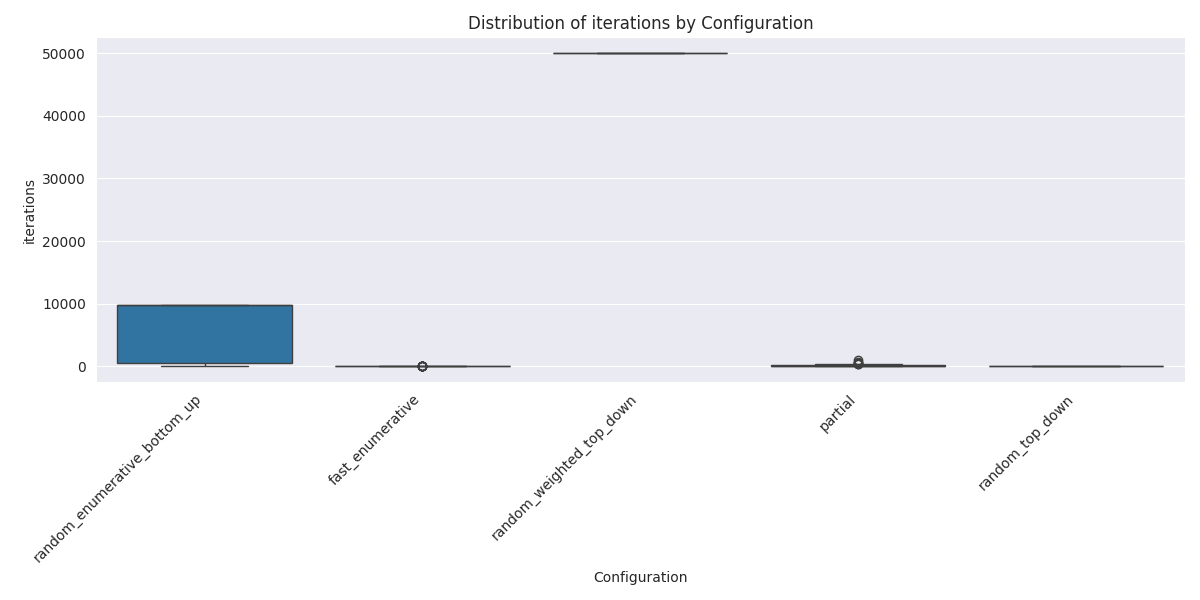 Distribution of iterations by Configuration
iterations
50000
40000
30000
20000
10000
0
random_enumerative_bottom_up
fast_enumerative
random_weighted_top_down
partial
random_top_down
Configuration